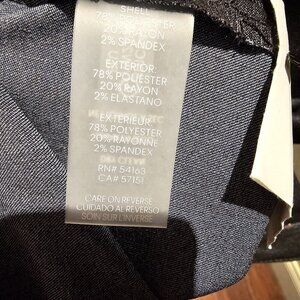 SHELL
78% POLYESTER
20% RAYON
2% SPANDEX
EXTERIOR
78% POLIESTER
20% RAYON
2% ELASTANO
EXTERIEUR
78% POLYESTER
20% RAYONNE
2% SPANDEX
RN# 54163
CA# 57151
CARE ON REVERSE
CUIDADO AL REVERSO
SOIN SUR L'INVERSE